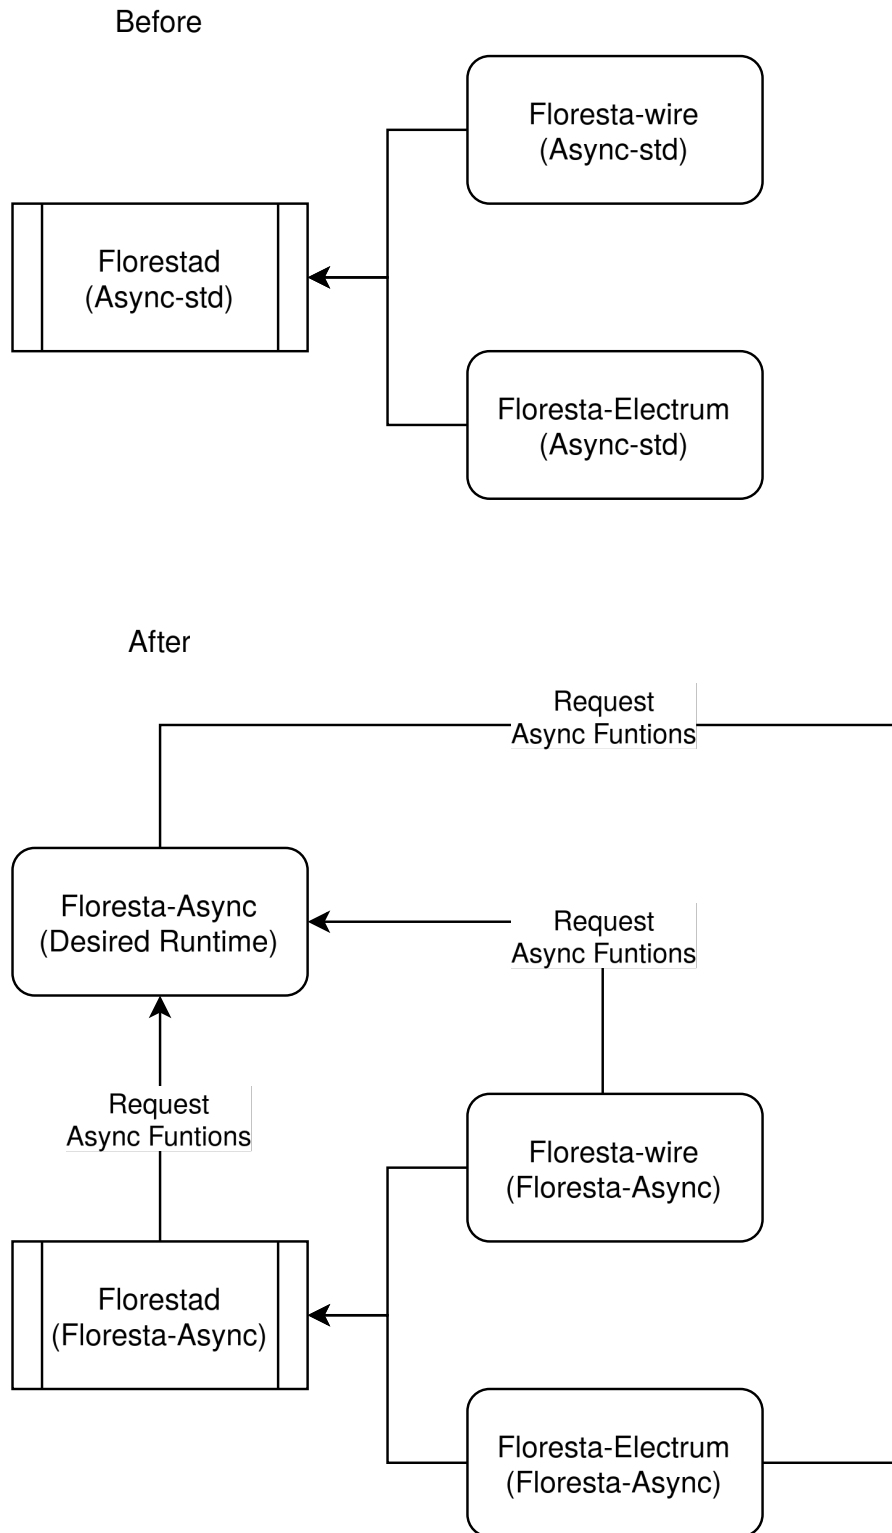 Before
Floresta-wire
(Async-std)
Florestad
(Async-std)
Floresta-Electrum
(Async-std)
After
Request
Async Funtions
Floresta-Async
(Desired Runtime)
Request
Async Funtions
Request
Async Funtions
Floresta-wire
(Floresta-Async)
Florestad
(Floresta-Async)
Floresta-Electrum
(Floresta-Async)